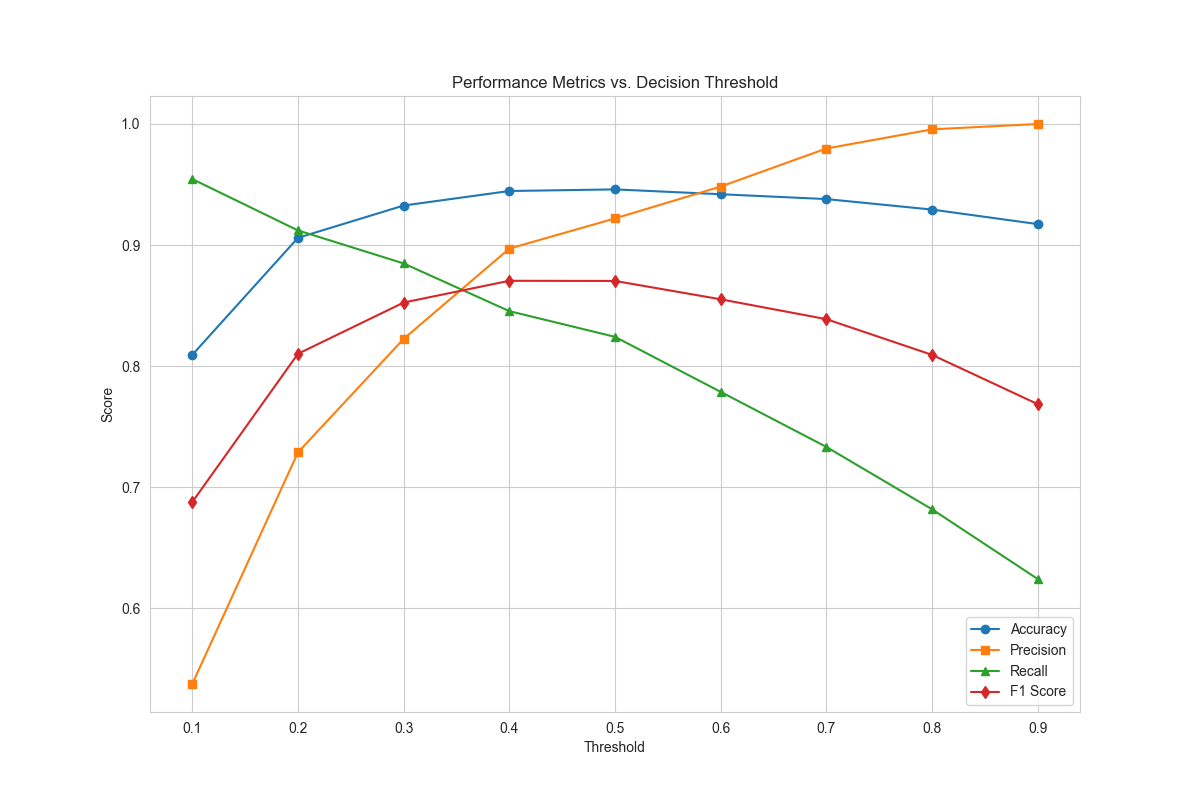 Performance Metrics vs. Decision Threshold
1.0
0.9
0.8
0.7
0.6
Score
0.1 0.2 0.3 0.4 0.5 0.6 0.7 0.8 0.9
Threshold
Accuracy
Precision
Recall
F1 Score